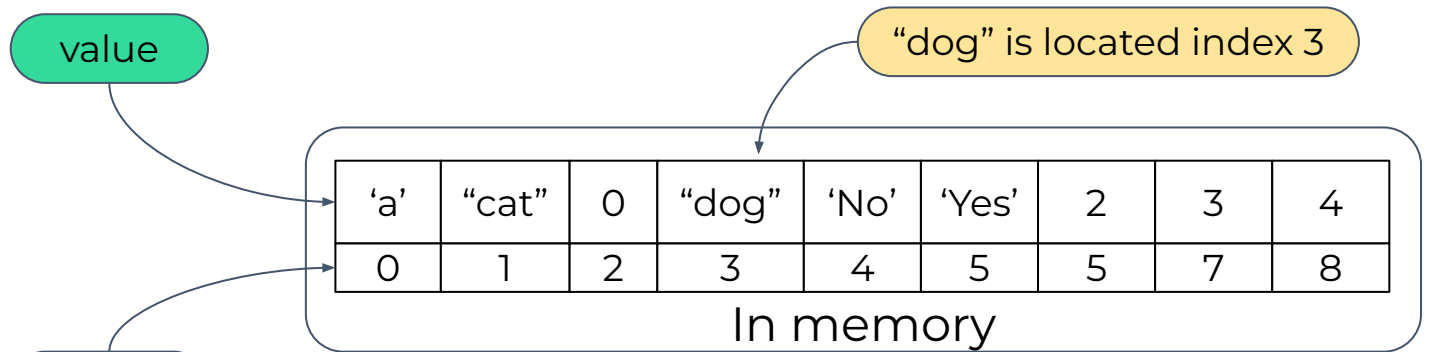 value
“dog” is located index 3
‘a’ “cat” 0 “dog” ‘No’ ‘Yes’ 2 3 4
0 1 2 3 4 5 5 7 8
In memory